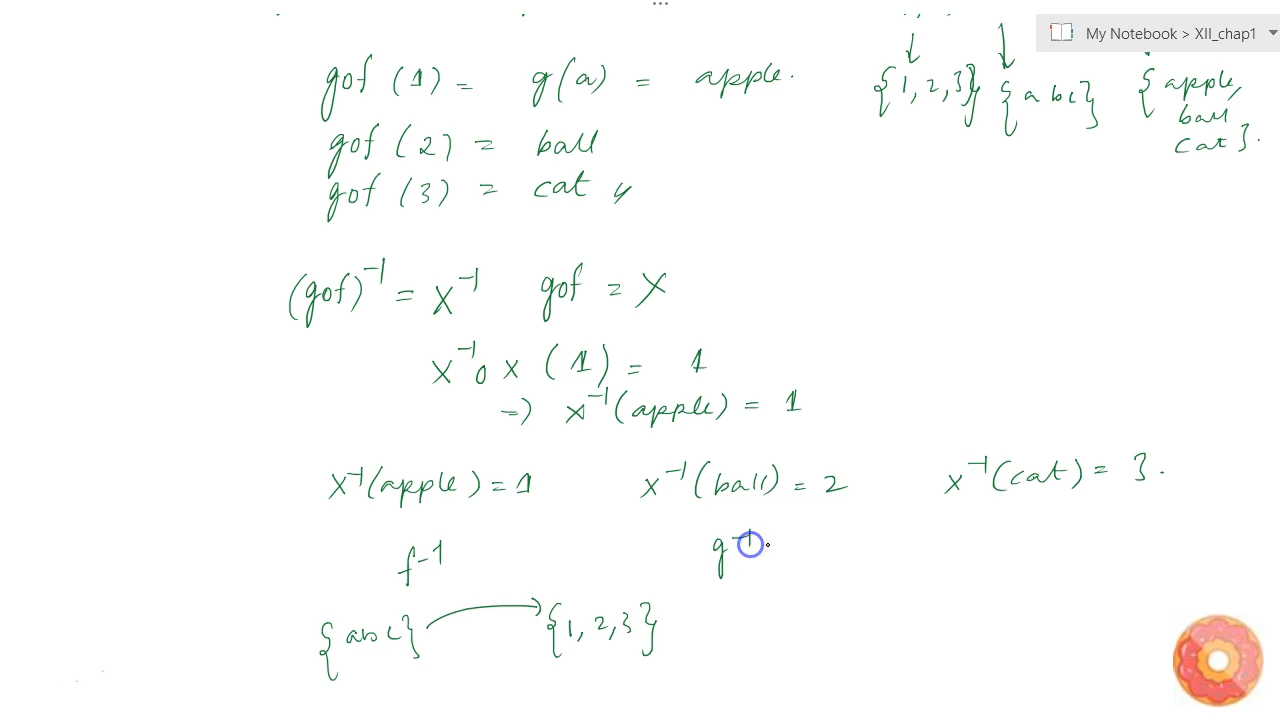 My Notebook > XII_chap1
gof (1) = g(a) = apple.
{1, 2, 3} {a b c} {apple,
ball
cat}.
gof (2) = ball
gof (3) = cat
(gof)⁻¹ = X⁻¹ gof = X
X⁻¹ o X (1) = 1
=) X⁻¹(apple) = 1
X⁻¹(apple) = 1 X⁻¹(ball) = 2 X⁻¹(cat) = 3.
f⁻¹ g⁻¹
{a b c} {1, 2, 3}